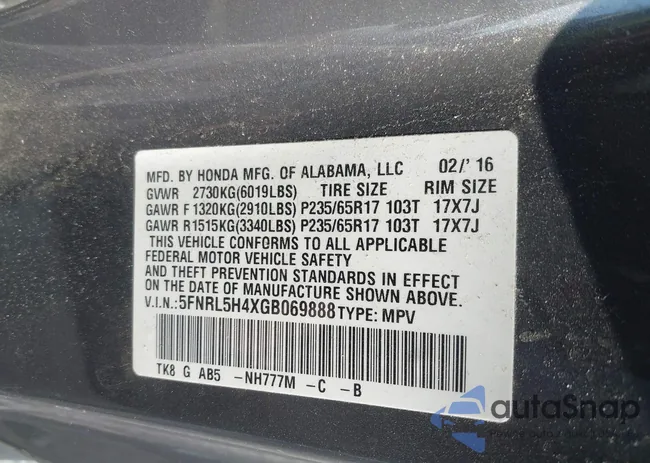 MFD. BY HONDA MFG. OF ALABAMA, LLC 02/' 16
GVWR 2730KG(6019LBS) TIRE SIZE RIM SIZE
GAWR F 1320KG(2910LBS) P235/65R17 103T 17X7J
GAWR R1515KG(3340LBS) P235/65R17 103T 17X7J
THIS VEHICLE CONFORMS TO ALL APPLICABLE
FEDERAL MOTOR VEHICLE SAFETY
AND THEFT PREVENTION STANDARDS IN EFFECT
ON THE DATE OF MANUFACTURE SHOWN ABOVE.
V.I.N.:5FNRL5H4XGB069888 TYPE: MPV
TK8 G AB5 -NH777M -C -B
autoSnap